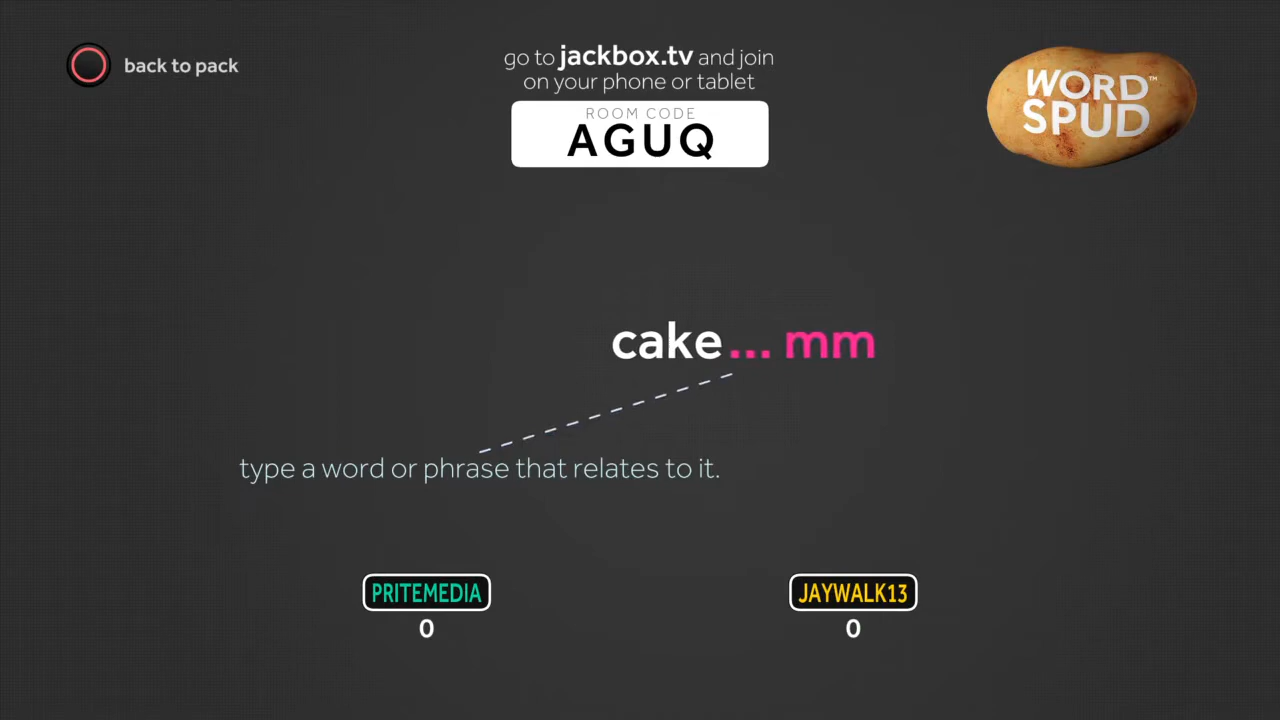 back to pack
go to jackbox.tv and join
on your phone or tablet
ROOM CODE
AGUQ
WORD™
SPUD
cake... mm
type a word or phrase that relates to it.
PRITEMEDIA
0
JAYWALK13
0